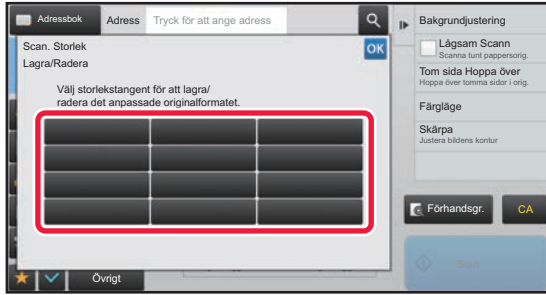 Adressbok
Adress
Tryck för att ange adress
Scan. Storlek
OK
Lagra/Radera
Välj storlekstangent för att lagra/
radera det anpassade originalformatet.
Övrigt
Bakgrundjustering
Lågsam Scann
Scanna tunt pappersorig.
Tom sida Hoppa över
Hoppa över tomma sidor i orig.
Färgläge
Skärpa
Justera bildens kontur
Förhandsgr.
CA